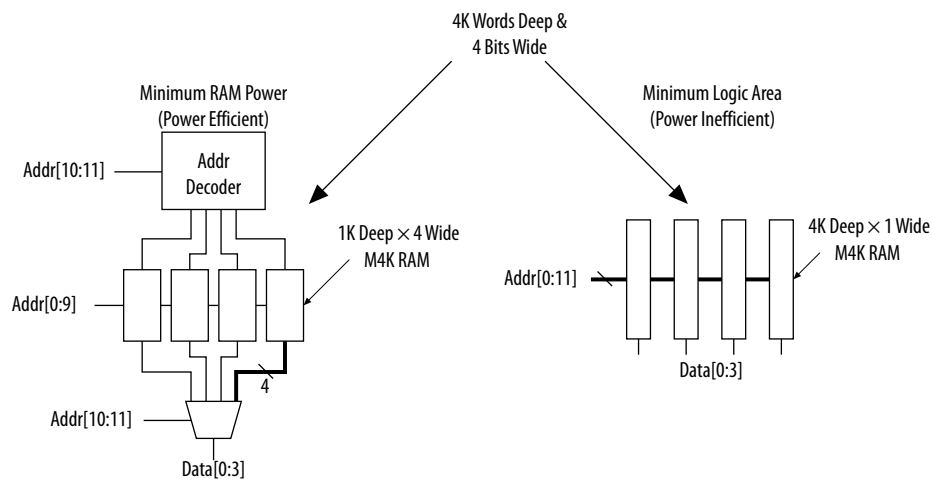 4K Words Deep &
4 Bits Wide
Minimum RAM Power
(Power Efficient)
Minimum Logic Area
(Power Inefficient)
Addr[10:11]
Addr
Decoder
1K Deep × 4 Wide
M4K RAM
4K Deep × 1 Wide
M4K RAM
Addr[0:9]
Addr[0:11]
4
Data[0:3]
Addr[10:11]
Data[0:3]